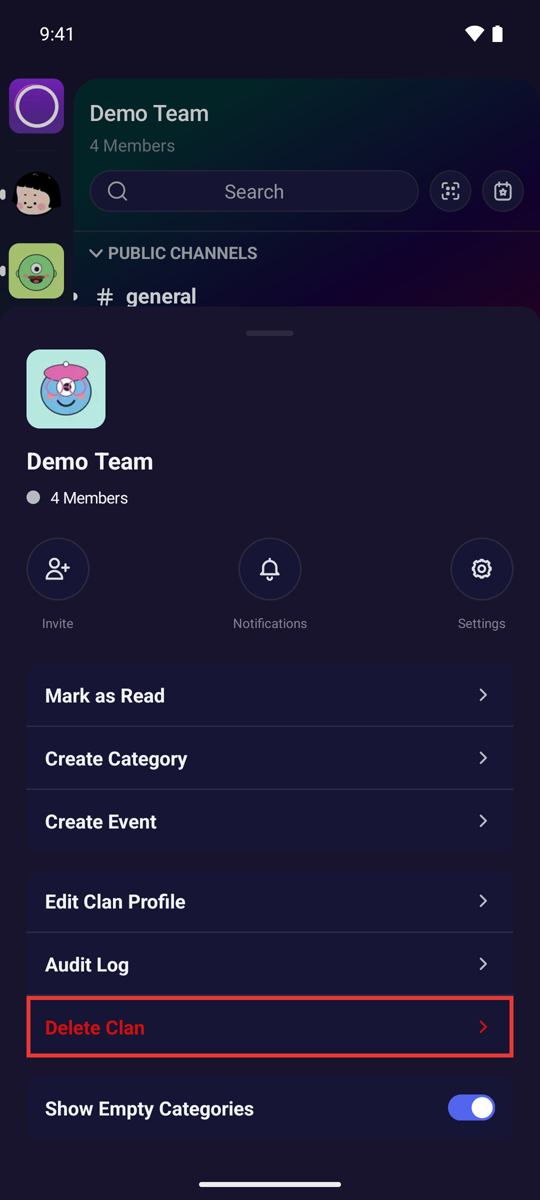 9:41
Demo Team
4 Members
Search
PUBLIC CHANNELS
# general
Demo Team
4 Members
Invite
Notifications
Settings
Mark as Read
Create Category
Create Event
Edit Clan Profile
Audit Log
Delete Clan
Show Empty Categories